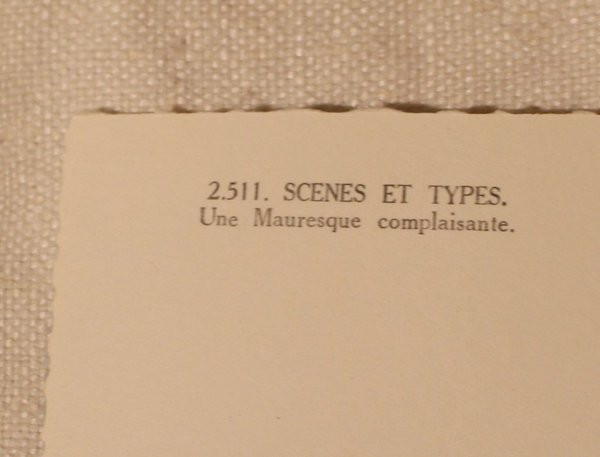 2.511. SCENES ET TYPES.
Une Mauresque complaisante.